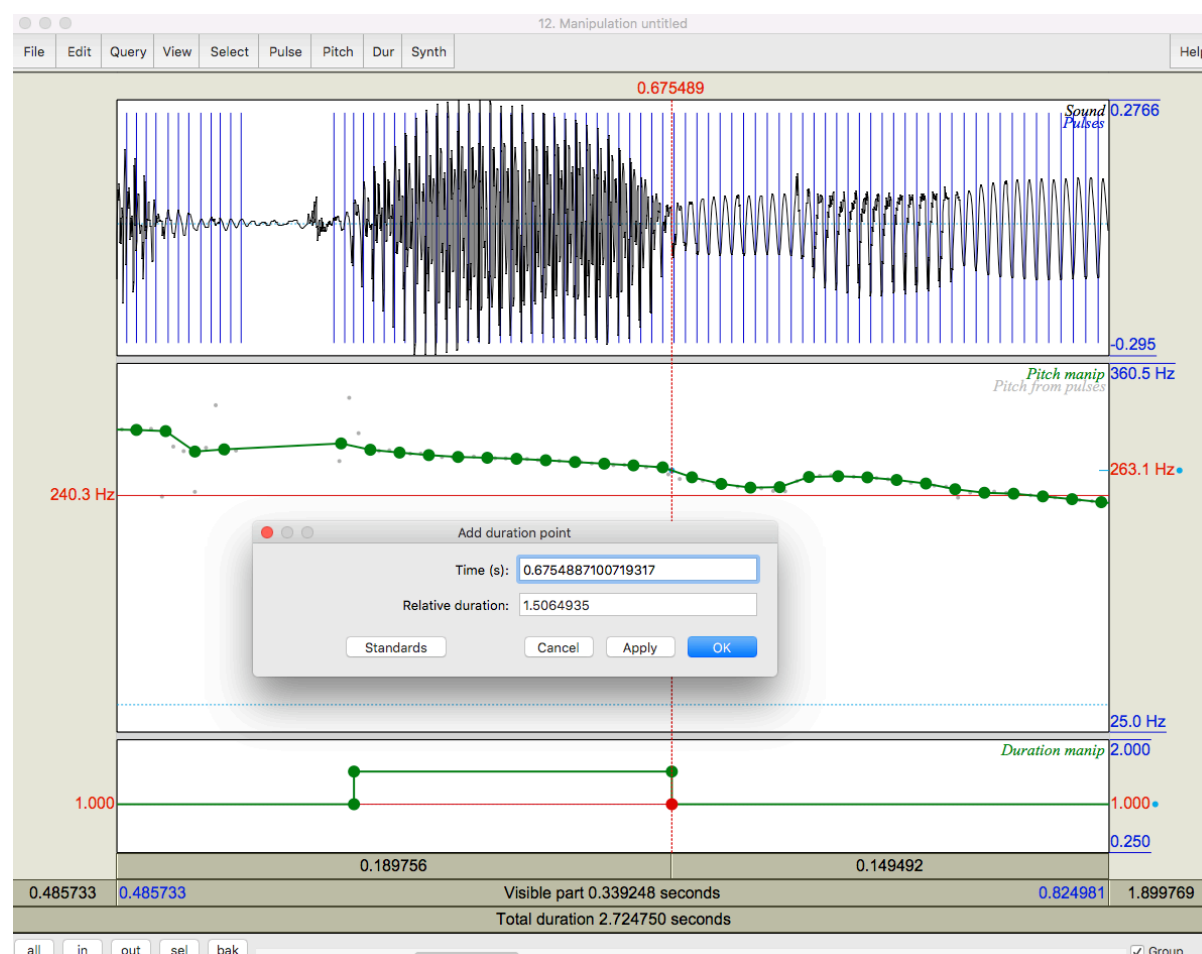 12. Manipulation untitled
File Edit Query View Select Pulse Pitch Dur Synth Help
0.675489
Sound 0.2766
Pulses
-0.295
Pitch manip 360.5 Hz
Pitch from pulses
263.1 Hz
240.3 Hz
Add duration point
Time (s): 0.6754887100719317
Relative duration: 1.5064935
Standards Cancel Apply OK
25.0 Hz
Duration manip 2.000
1.000 1.000
0.250
0.189756 0.149492
0.485733 0.485733 Visible part 0.339248 seconds 0.824981 1.899769
Total duration 2.724750 seconds
all in out sel bak Group